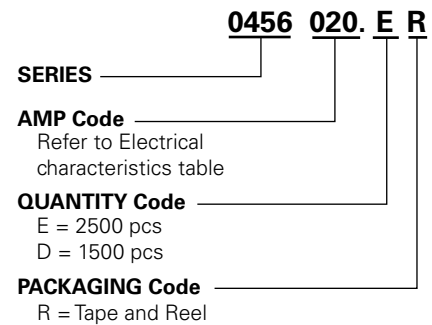 0456 020. E R
SERIES
AMP Code
Refer to Electrical
characteristics table
QUANTITY Code
E = 2500 pcs
D = 1500 pcs
PACKAGING Code
R = Tape and Reel